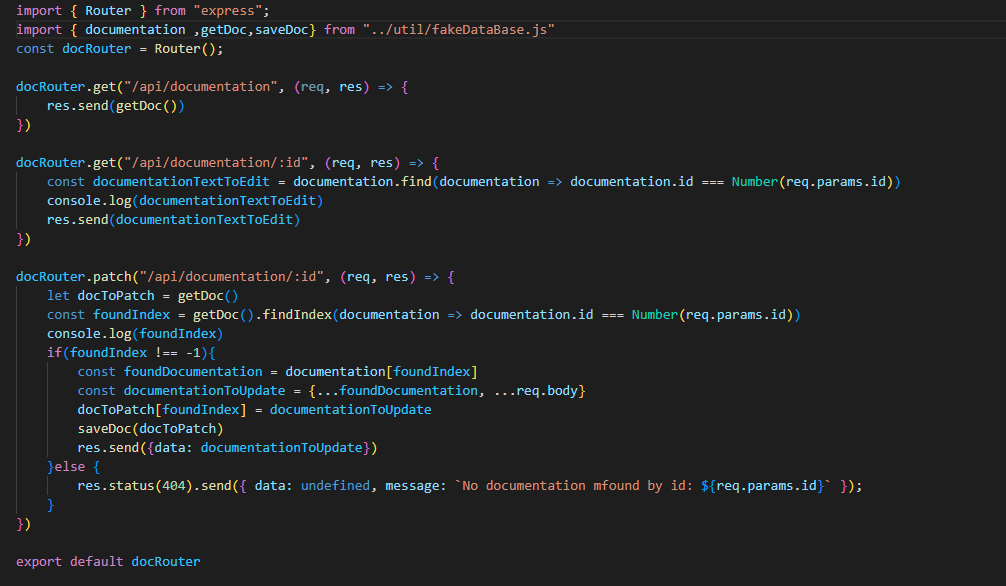 import { Router } from "express";
import { documentation ,getDoc,saveDoc} from "../util/fakeDataBase.js"
const docRouter = Router();
docRouter.get("/api/documentation", (req, res) => {
res.send(getDoc())
})
docRouter.get("/api/documentation/:id", (req, res) => {
const documentationTextToEdit = documentation.find(documentation => documentation.id === Number(req.params.id))
console.log(documentationTextToEdit)
res.send(documentationTextToEdit)
})
docRouter.patch("/api/documentation/:id", (req, res) => {
let docToPatch = getDoc()
const foundIndex = getDoc().findIndex(documentation => documentation.id === Number(req.params.id))
console.log(foundIndex)
if(foundIndex !== -1){
const foundDocumentation = documentation[foundIndex]
const documentationToUpdate = {...foundDocumentation, ...req.body}
docToPatch[foundIndex] = documentationToUpdate
saveDoc(docToPatch)
res.send({data: documentationToUpdate})
}else {
res.status(404).send({ data: undefined, message: `No documentation mfound by id: ${req.params.id}` });
}
})
export default docRouter